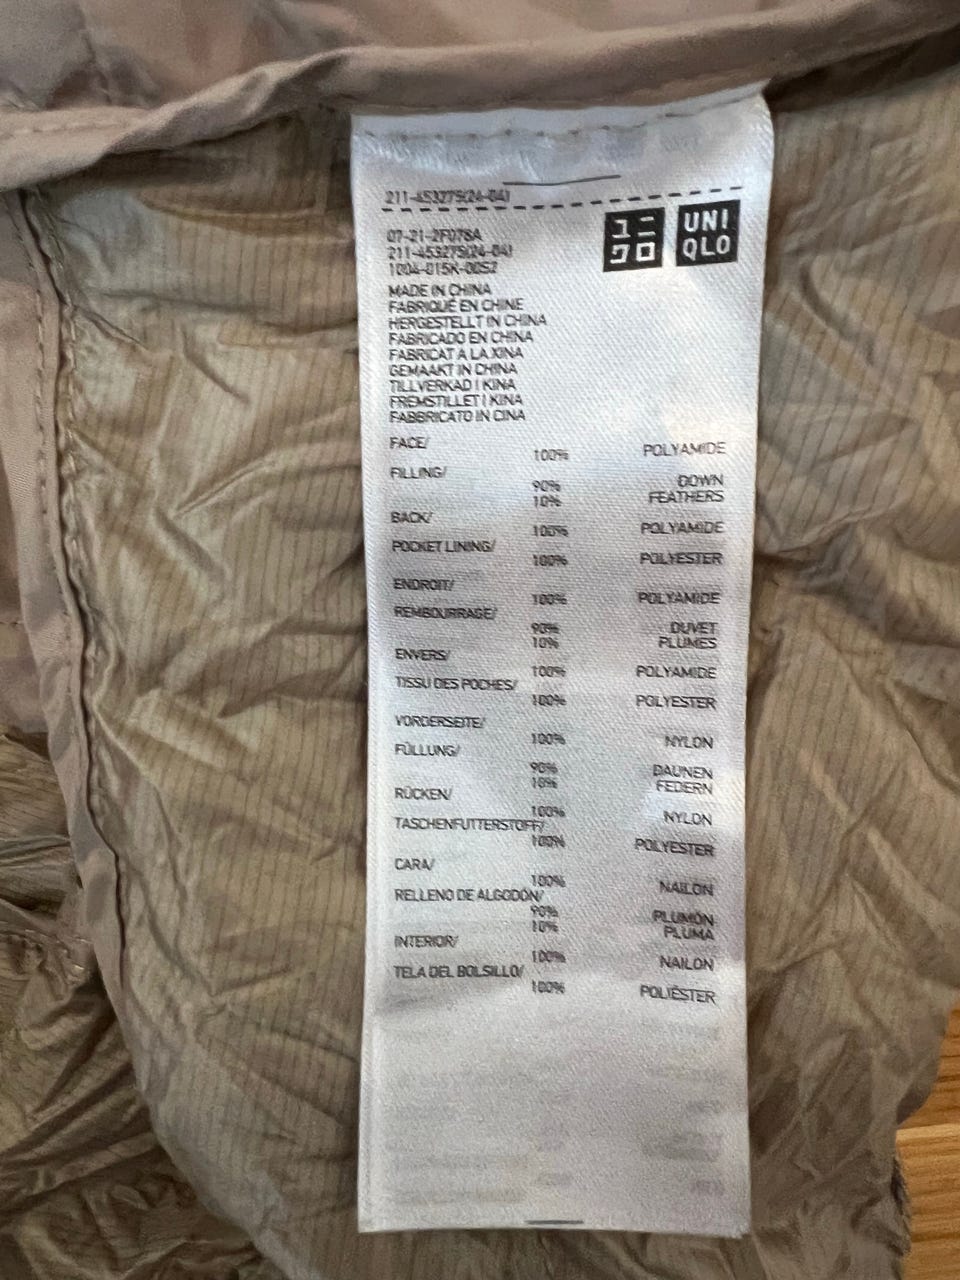 211-453275(24-04)
ユニ
クロ
UNI
QLO
07-21-2F078A
211-453275(24-04)
1004-015K-00S2
MADE IN CHINA
FABRIQUÉ EN CHINE
HERGESTELLT IN CHINA
FABRICADO EN CHINA
FABRICAT A LA XINA
GEMAAKT IN CHINA
TILLVERKAD I KINA
FREMSTILLET I KINA
FABBRICATO IN CINA
FACE/
100% POLYAMIDE
FILLING/
90% DOWN
10% FEATHERS
BACK/
100% POLYAMIDE
POCKET LINING/
100% POLYESTER
ENDROIT/
100% POLYAMIDE
REMBOURRAGE/
90% DUVET
10% PLUMES
ENVERS/
100% POLYAMIDE
TISSU DES POCHES/
100% POLYESTER
VORDERSEITE/
100% NYLON
FÜLLUNG/
90% DAUNEN
10% FEDERN
RÜCKEN/
100% NYLON
TASCHENFUTTERSTOFF/
100% POLYESTER
CARA/
100% NAILON
RELLENO DE ALGODÓN/
90% PLUMÓN
10% PLUMA
INTERIOR/
100% NAILON
TELA DEL BOLSILLO/
100% POLIÉSTER